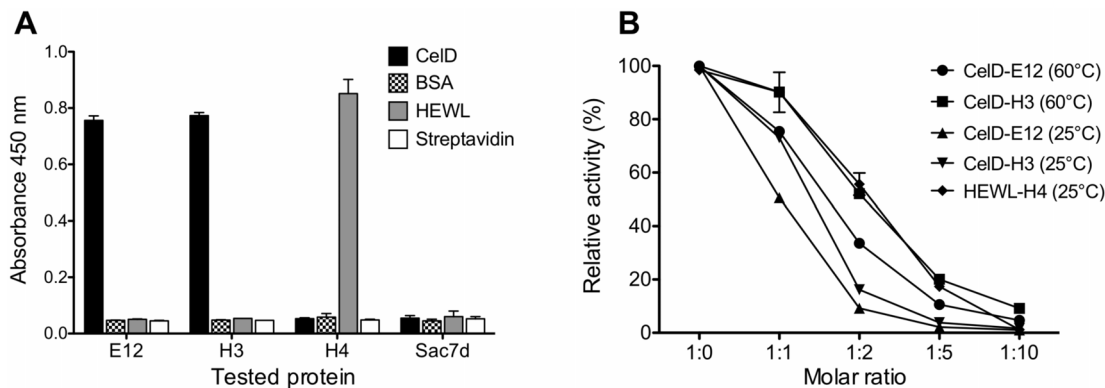 A
Absorbance 450 nm
1.0
0.8
0.6
0.4
0.2
0.0
CelD
BSA
HEWL
Streptavidin
E12
H3
H4
Sac7d
Tested protein
B
Relative activity (%)
100
80
60
40
20
0
CelD-E12 (60°C)
CelD-H3 (60°C)
CelD-E12 (25°C)
CelD-H3 (25°C)
HEWL-H4 (25°C)
1:0
1:1
1:2
1:5
1:10
Molar ratio